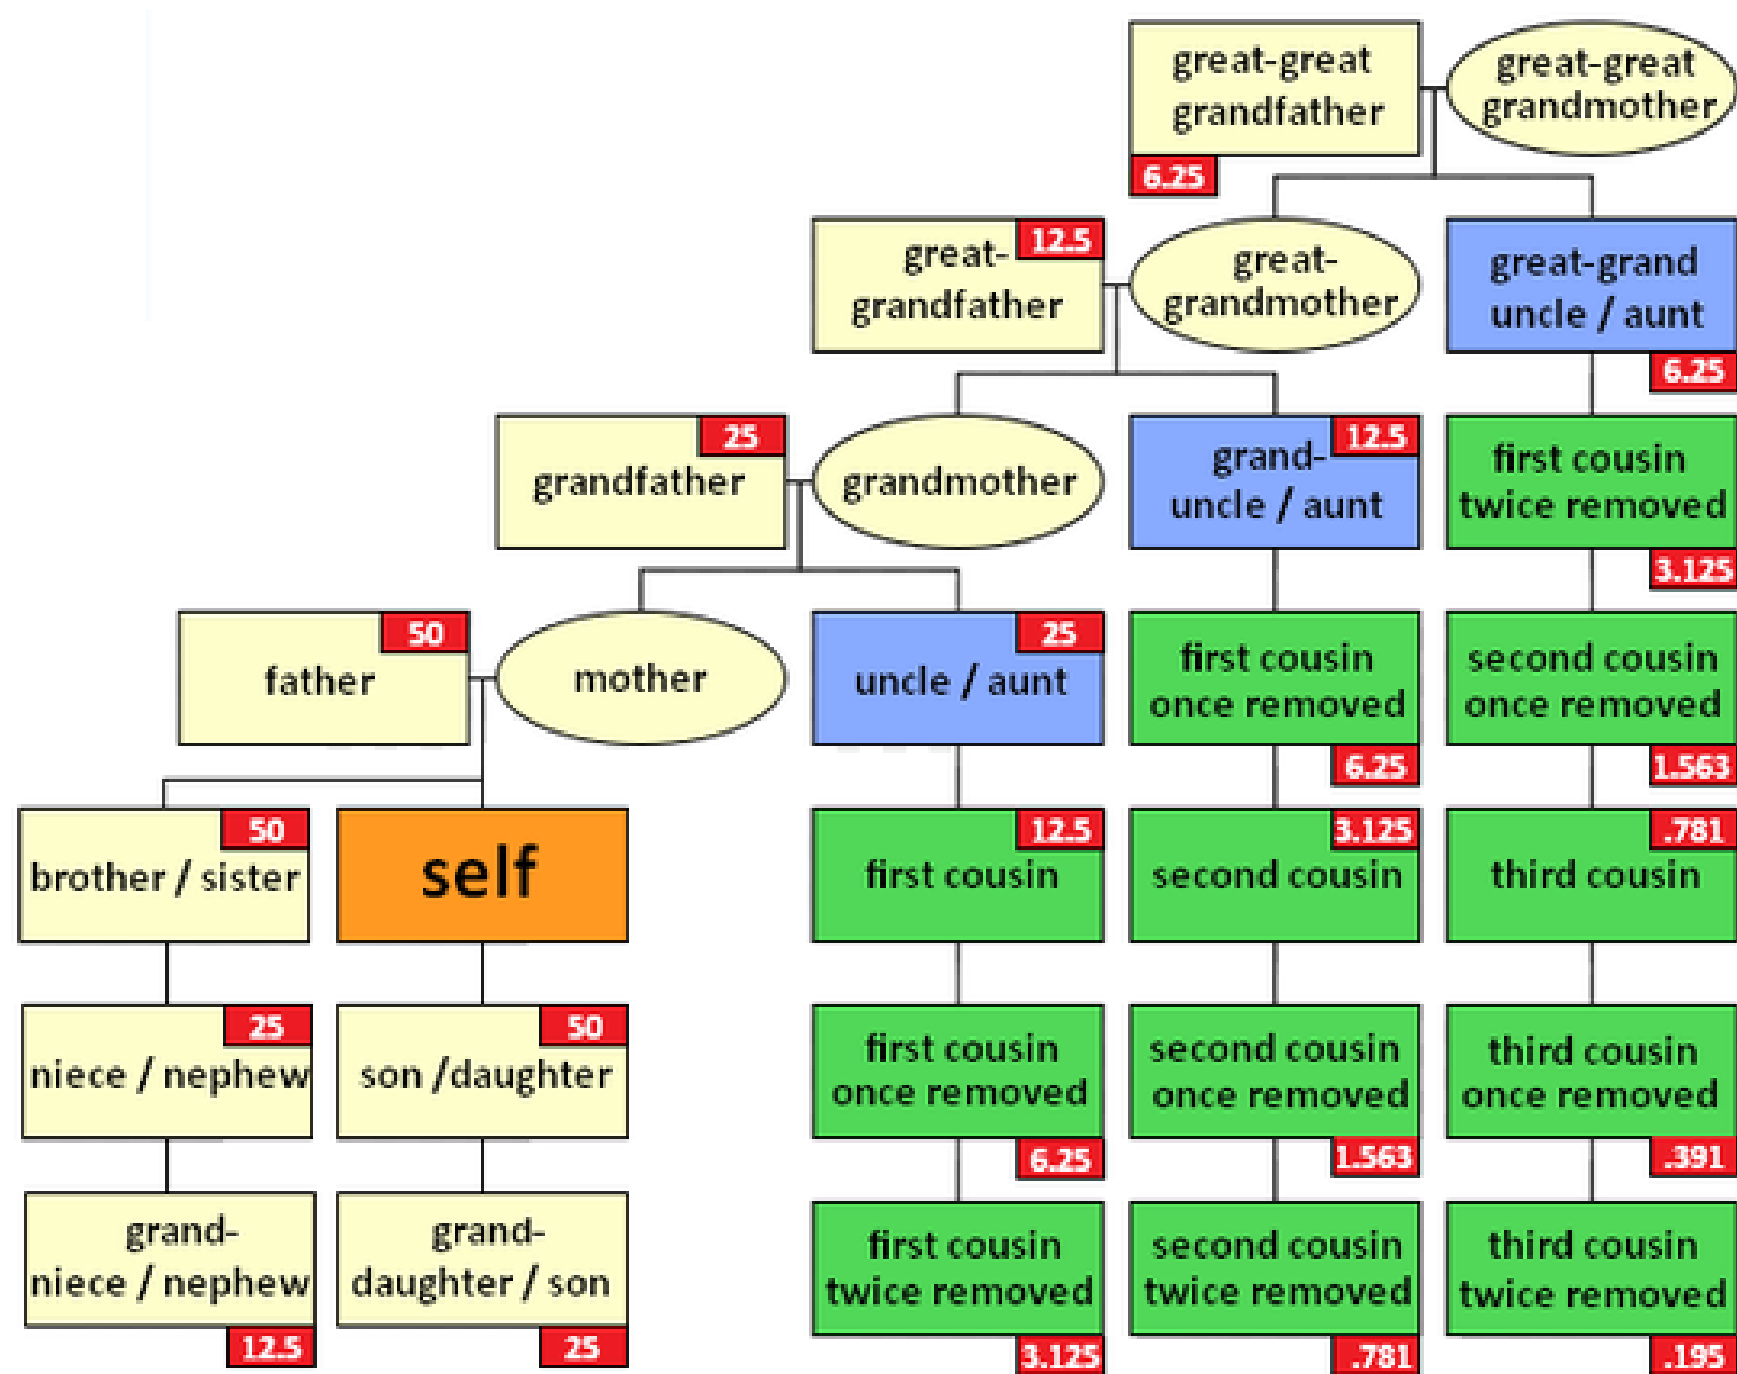 great-great
grandfather
6.25
great-great
grandmother
great-
grandfather
12.5
great-
grandmother
great-grand
uncle / aunt
6.25
grandfather
25
grandmother
grand-
uncle / aunt
12.5
first cousin
twice removed
3.125
father
50
mother
uncle / aunt
25
first cousin
once removed
6.25
second cousin
once removed
1.563
brother / sister
50
self
first cousin
12.5
second cousin
3.125
third cousin
.781
niece / nephew
25
son /daughter
50
first cousin
once removed
6.25
second cousin
once removed
1.563
third cousin
once removed
.391
grand-
niece / nephew
12.5
grand-
daughter / son
25
first cousin
twice removed
3.125
second cousin
twice removed
.781
third cousin
twice removed
.195